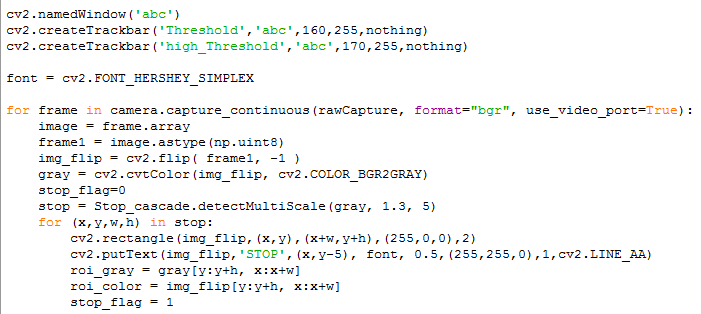 cv2.namedWindow('abc')
cv2.createTrackbar('Threshold','abc',160,255,nothing)
cv2.createTrackbar('high_Threshold','abc',170,255,nothing)

font = cv2.FONT_HERSHEY_SIMPLEX

for frame in camera.capture_continuous(rawCapture, format="bgr", use_video_port=True):
    image = frame.array
    frame1 = image.astype(np.uint8)
    img_flip = cv2.flip( frame1, -1 )
    gray = cv2.cvtColor(img_flip, cv2.COLOR_BGR2GRAY)
    stop_flag=0
    stop = Stop_cascade.detectMultiScale(gray, 1.3, 5)
    for (x,y,w,h) in stop:
        cv2.rectangle(img_flip,(x,y),(x+w,y+h),(255,0,0),2)
        cv2.putText(img_flip,'STOP',(x,y-5), font, 0.5,(255,255,0),1,cv2.LINE_AA)
        roi_gray = gray[y:y+h, x:x+w]
        roi_color = img_flip[y:y+h, x:x+w]
        stop_flag = 1